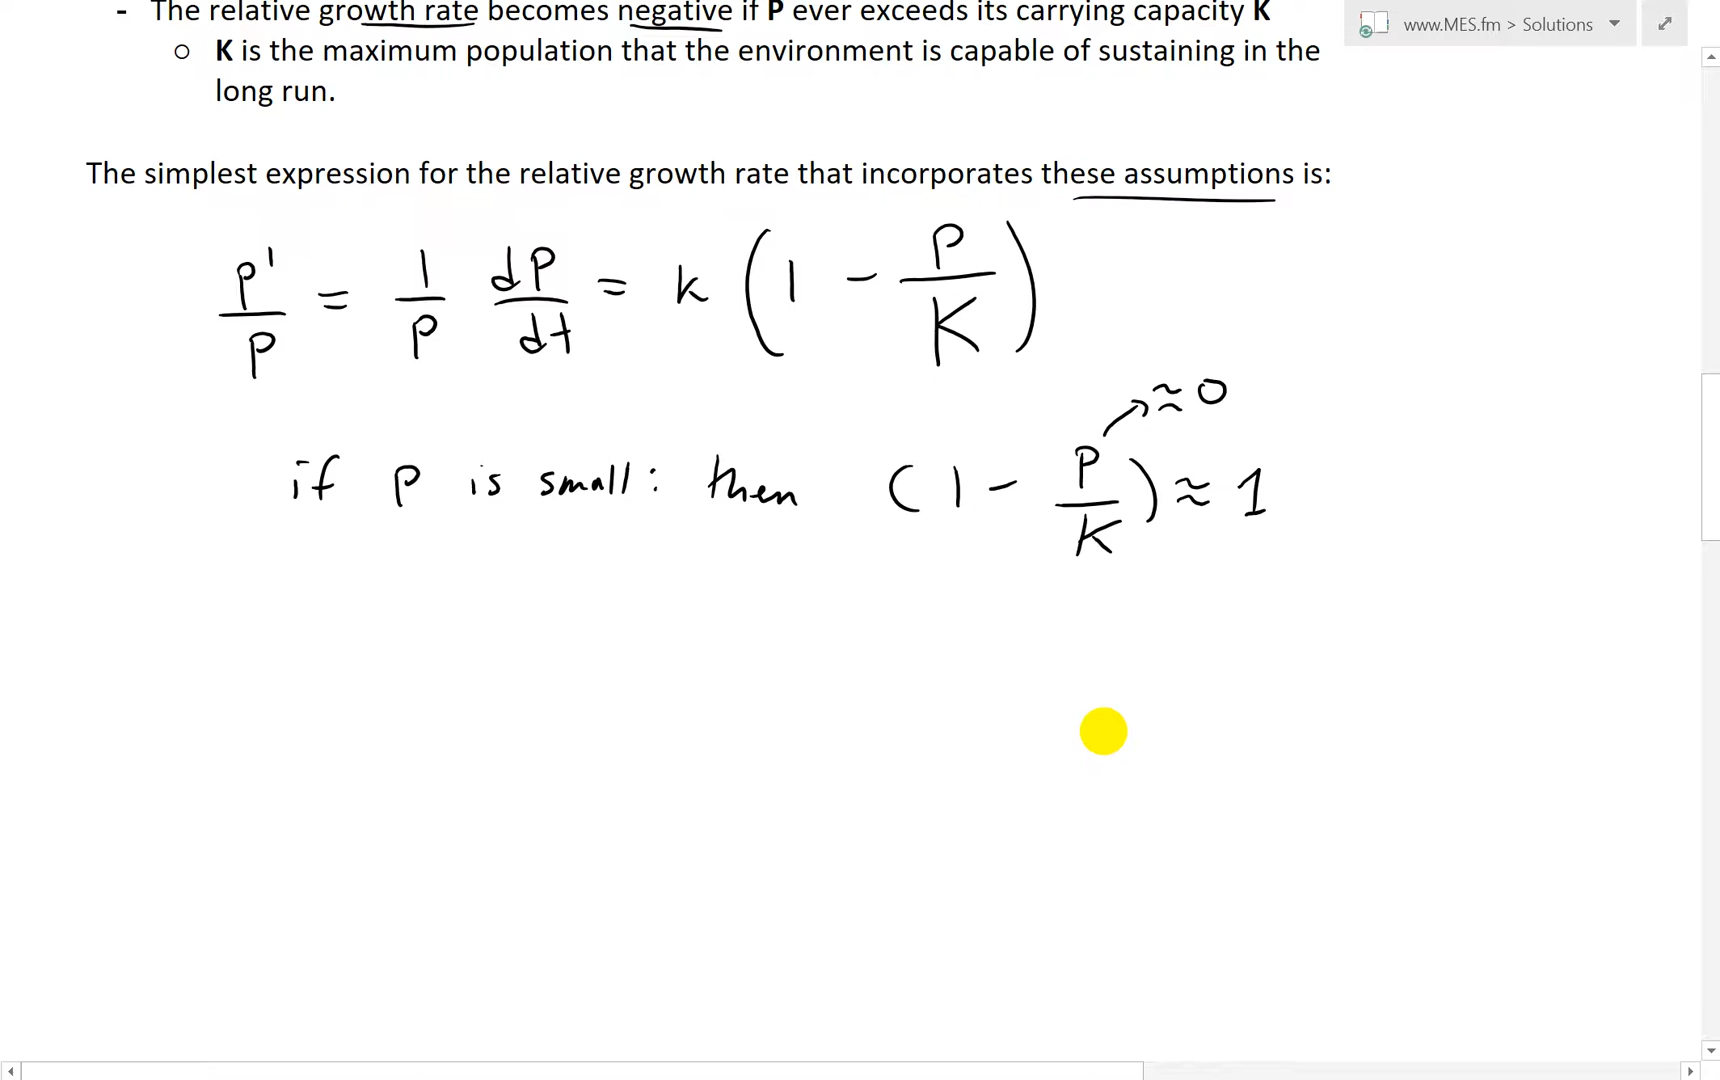 - The relative growth rate becomes negative if P ever exceeds its carrying capacity K
www.MES.fm > Solutions
○ K is the maximum population that the environment is capable of sustaining in the
long run.
The simplest expression for the relative growth rate that incorporates these assumptions is:
P'/P = 1/P dP/dt = k (1 - P/K)
≈ 0
if P is small: then (1 - P/K) ≈ 1